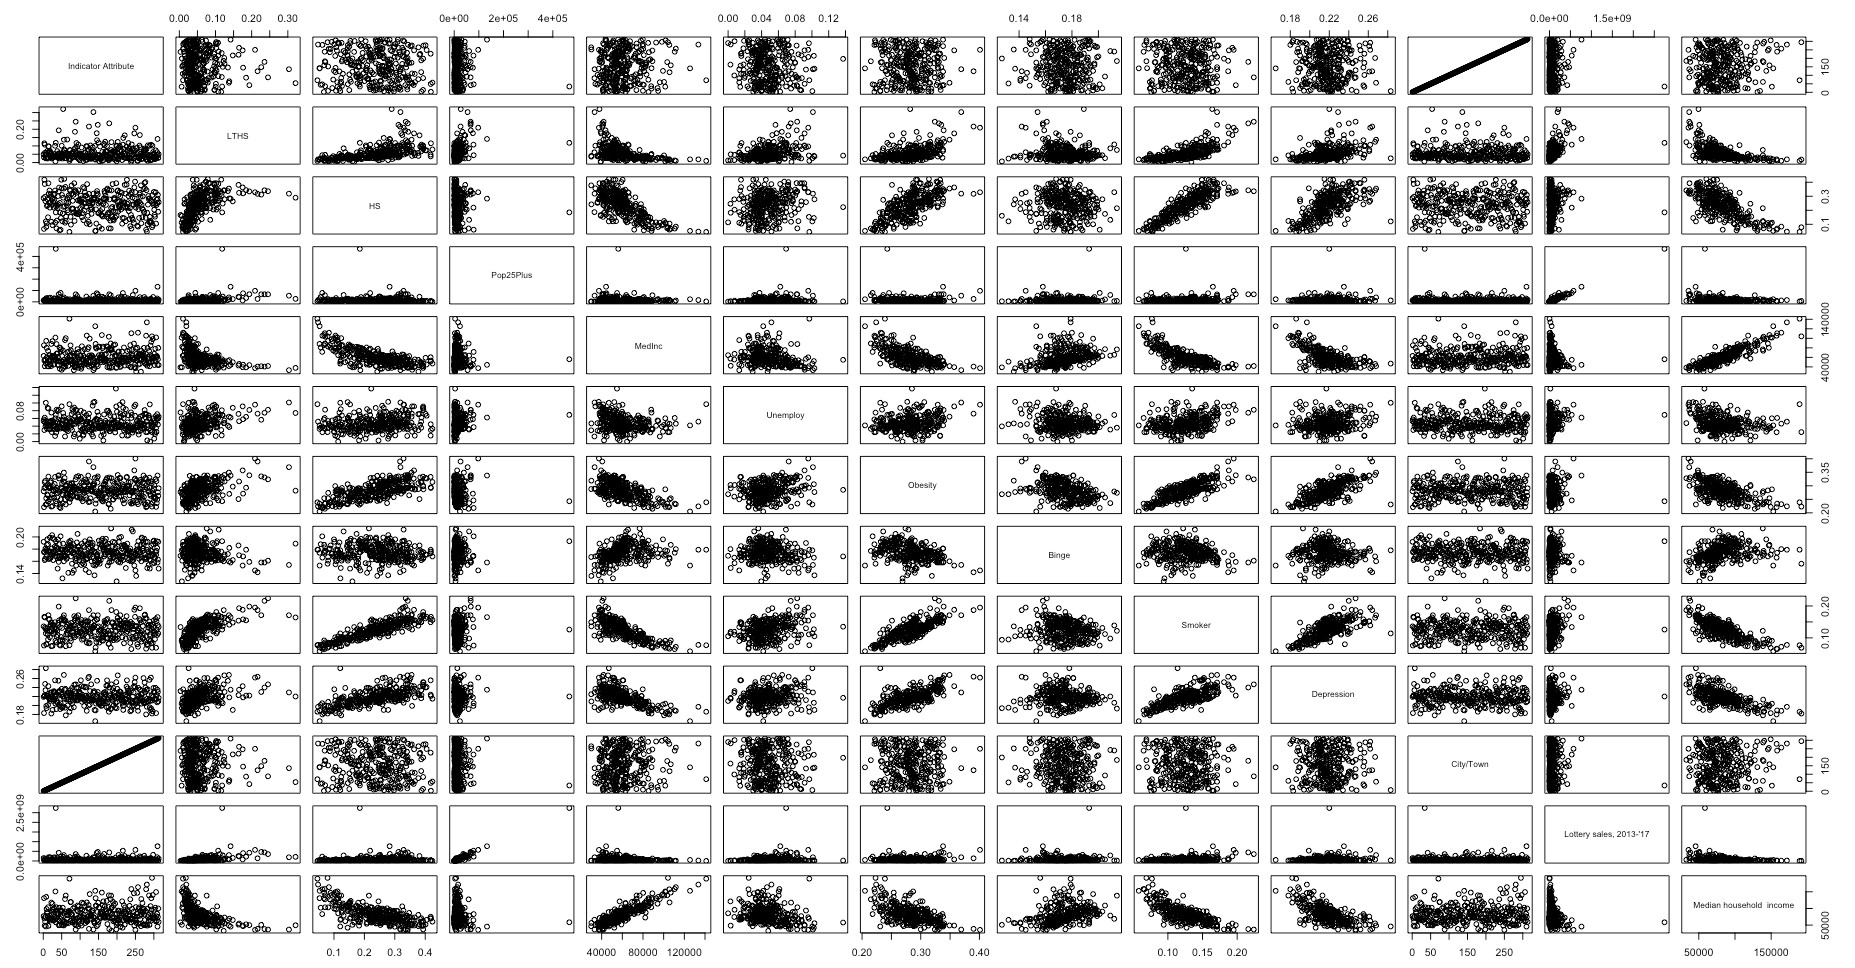 0.00 0.10 0.20 0.30 0e+00 2e+05 4e+05 0.00 0.04 0.08 0.12 0.14 0.18 0.18 0.22 0.26 0.0e+00 1.5e+09
Indicator Attribute 0 150
0.00 0.20 LTHS
HS 0.1 0.3
0e+00 4e+05 Pop25Plus
MedInc 40000 140000
0.00 0.08 Unemploy
Obesity 0.20 0.35
0.14 0.20 Binge
Smoker 0.10 0.20
0.18 0.26 Depression
City/Town 0 150
0.0e+00 2.5e+09 Lottery sales, 2013-'17
Median household income 50000
0 50 150 250 0.1 0.2 0.3 0.4 40000 80000 120000 0.20 0.30 0.40 0.10 0.15 0.20 0 50 150 250 50000 150000